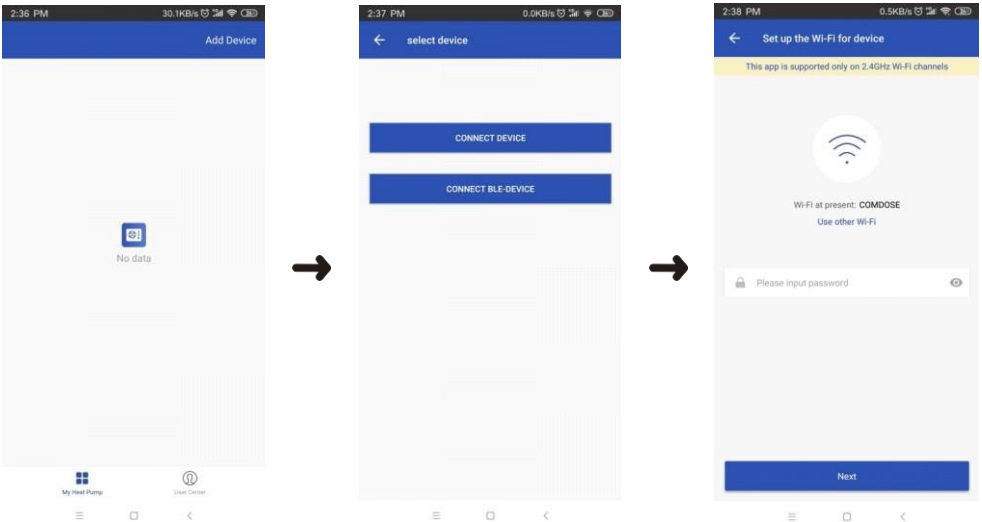 2:36 PM 30.1KB/s
Add Device
No data
My Heat Pump User Center
2:37 PM 0.0KB/s
select device
CONNECT DEVICE
CONNECT BLE-DEVICE
2:38 PM 0.5KB/s
Set up the Wi-Fi for device
This app is supported only on 2.4GHz Wi-Fi channels
Wi-Fi at present: COMDOSE
Use other Wi-Fi
Please input password
Next